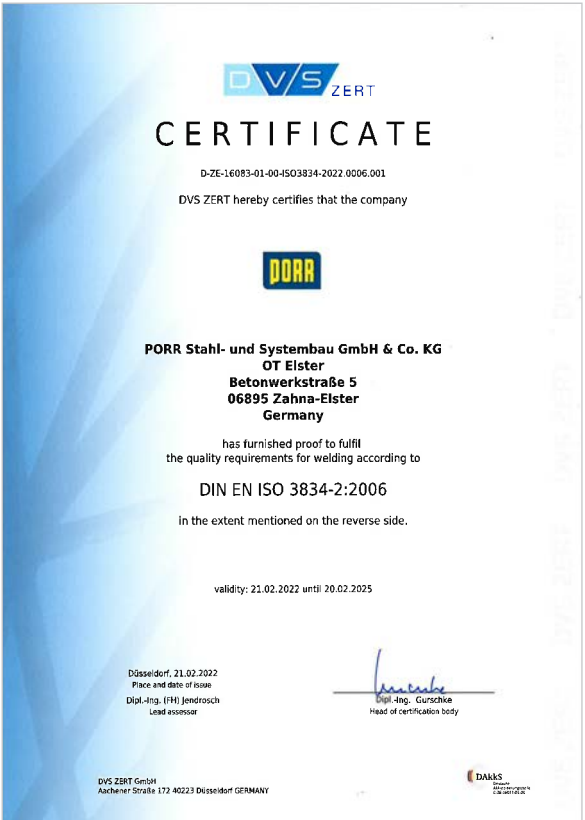 DVS ZERT
CERTIFICATE
D-ZE-16083-01-00-ISO3834-2022.0006.001
DVS ZERT hereby certifies that the company
PORR
PORR Stahl- und Systembau GmbH & Co. KG
OT Elster
Betonwerkstraße 5
06895 Zahna-Elster
Germany
has furnished proof to fulfil
the quality requirements for welding according to
DIN EN ISO 3834-2:2006
in the extent mentioned on the reverse side.
validity: 21.02.2022 until 20.02.2025
Düsseldorf, 21.02.2022
Place and date of issue
Dipl.-Ing. (FH) Jendrosch
Lead assessor
Dipl.-Ing. Gurschke
Head of certification body
DVS ZERT GmbH
Aachener Straße 172 40223 Düsseldorf GERMANY
DAkkS
Deutsche
Akkreditierungsstelle